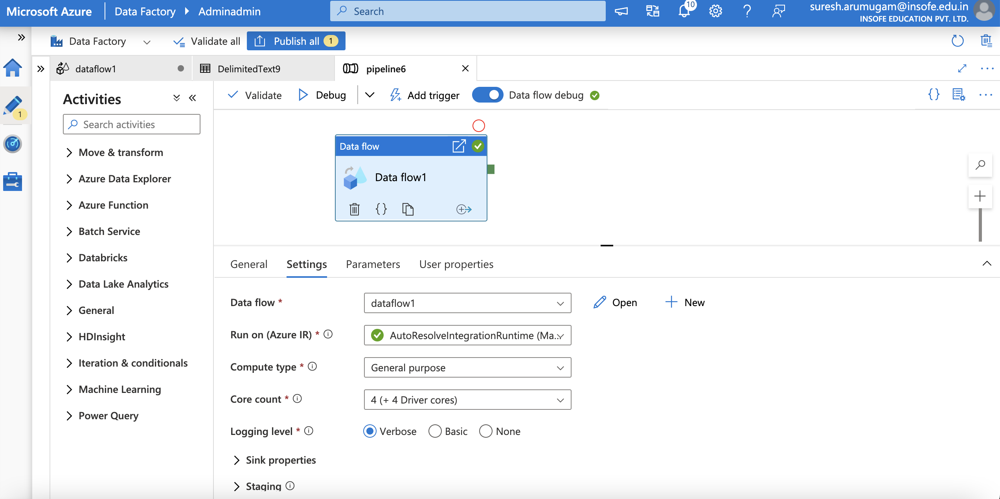 Microsoft Azure
Data Factory
Adminadmin
Search
10
suresh.arumugam@insofe.edu.in
INSOFE EDUCATION PVT. LTD.
Data Factory
Validate all
Publish all 1
dataflow1
DelimitedText9
pipeline6
1
Activities
Search activities
Move & transform
Azure Data Explorer
Azure Function
Batch Service
Databricks
Data Lake Analytics
General
HDInsight
Iteration & conditionals
Machine Learning
Power Query
Validate
Debug
Add trigger
Data flow debug
Data flow
Data flow1
General
Settings
Parameters
User properties
Data flow *
dataflow1
Open
New
Run on (Azure IR) *
AutoResolveIntegrationRuntime (Ma...
Compute type *
General purpose
Core count *
4 (+ 4 Driver cores)
Logging level *
Verbose
Basic
None
Sink properties
Staging